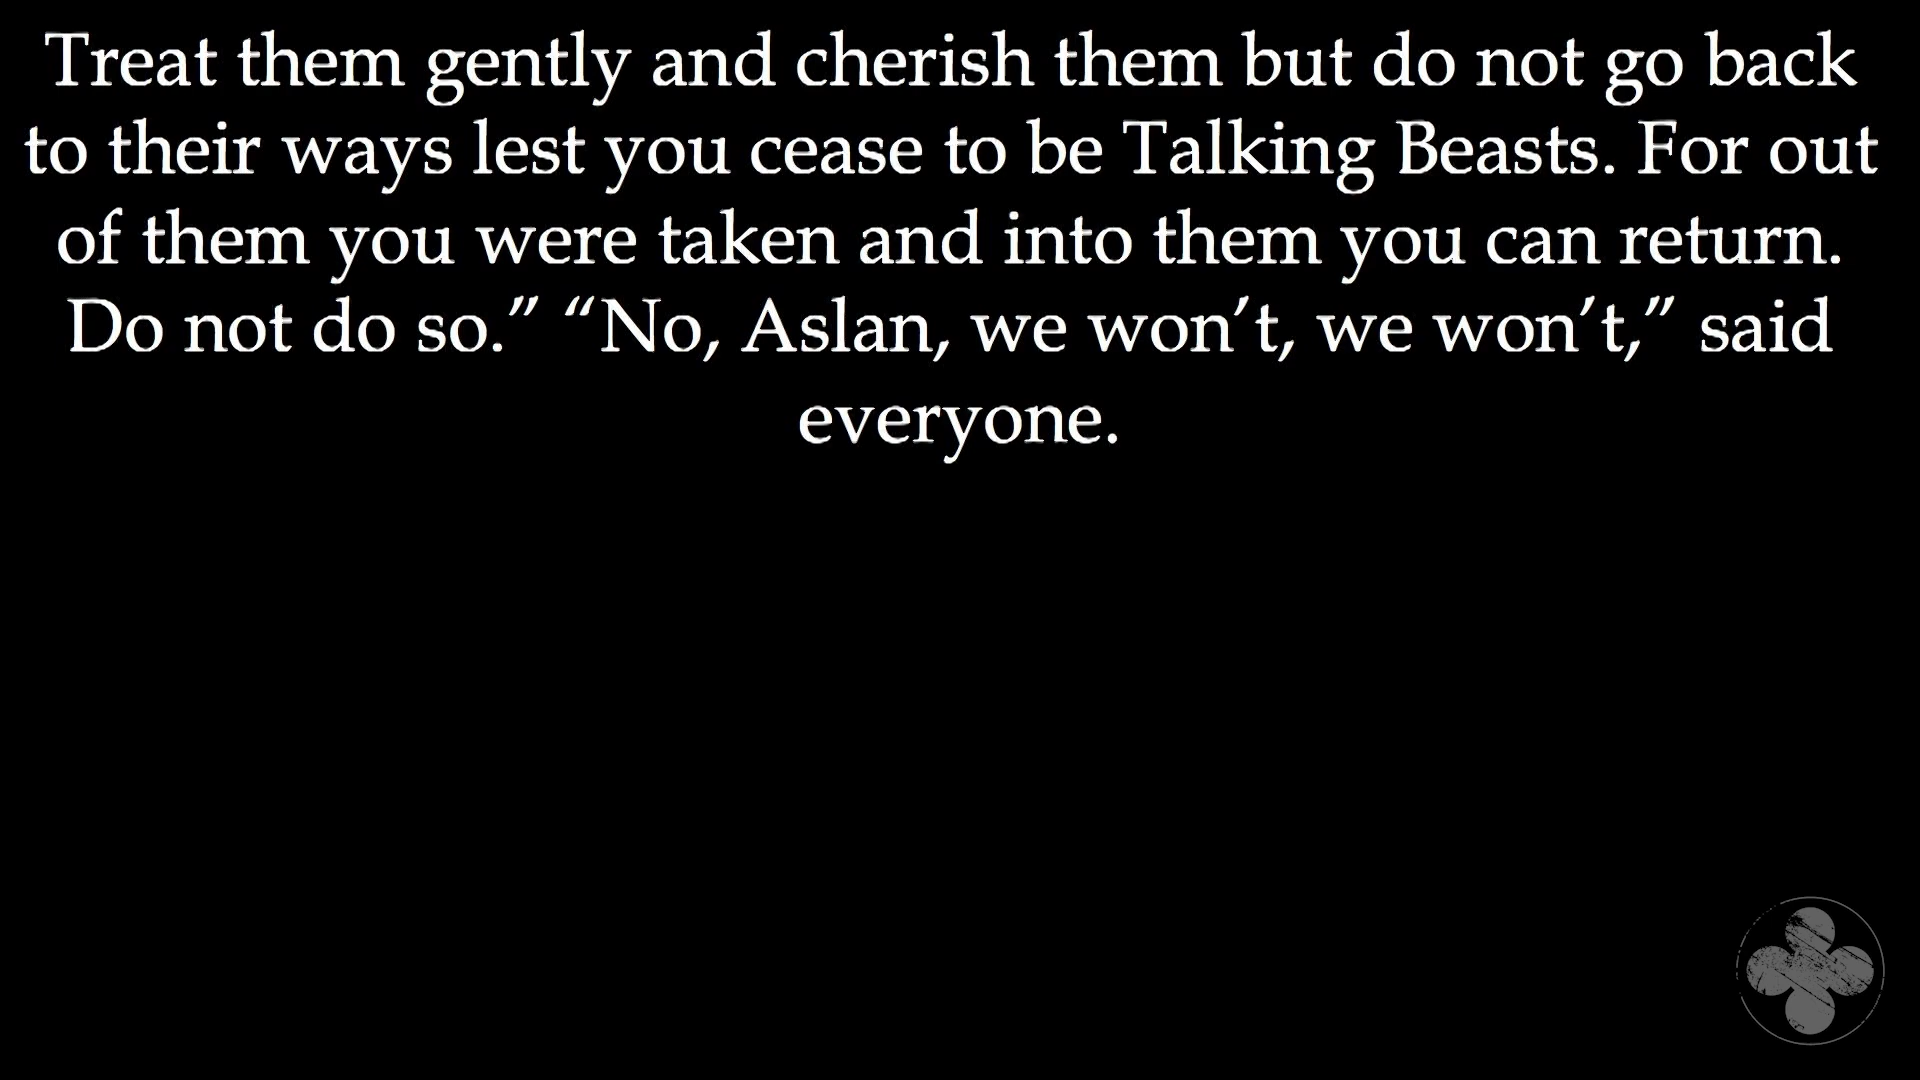 Treat them gently and cherish them but do not go back
to their ways lest you cease to be Talking Beasts. For out
of them you were taken and into them you can return.
Do not do so.” “No, Aslan, we won’t, we won’t,” said
everyone.